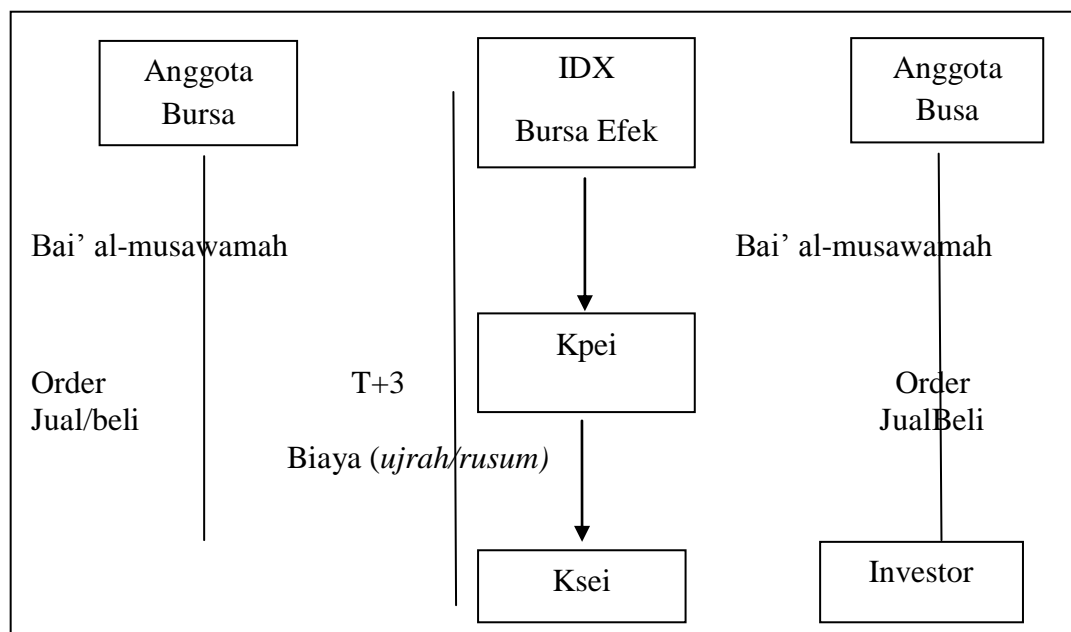 Anggota
Bursa
IDX
Bursa Efek
Anggota
Busa
Bai’ al-musawamah
Bai’ al-musawamah
Kpei
Order
Jual/beli
T+3
Order
JualBeli
Biaya (ujrah/rusum)
Ksei
Investor